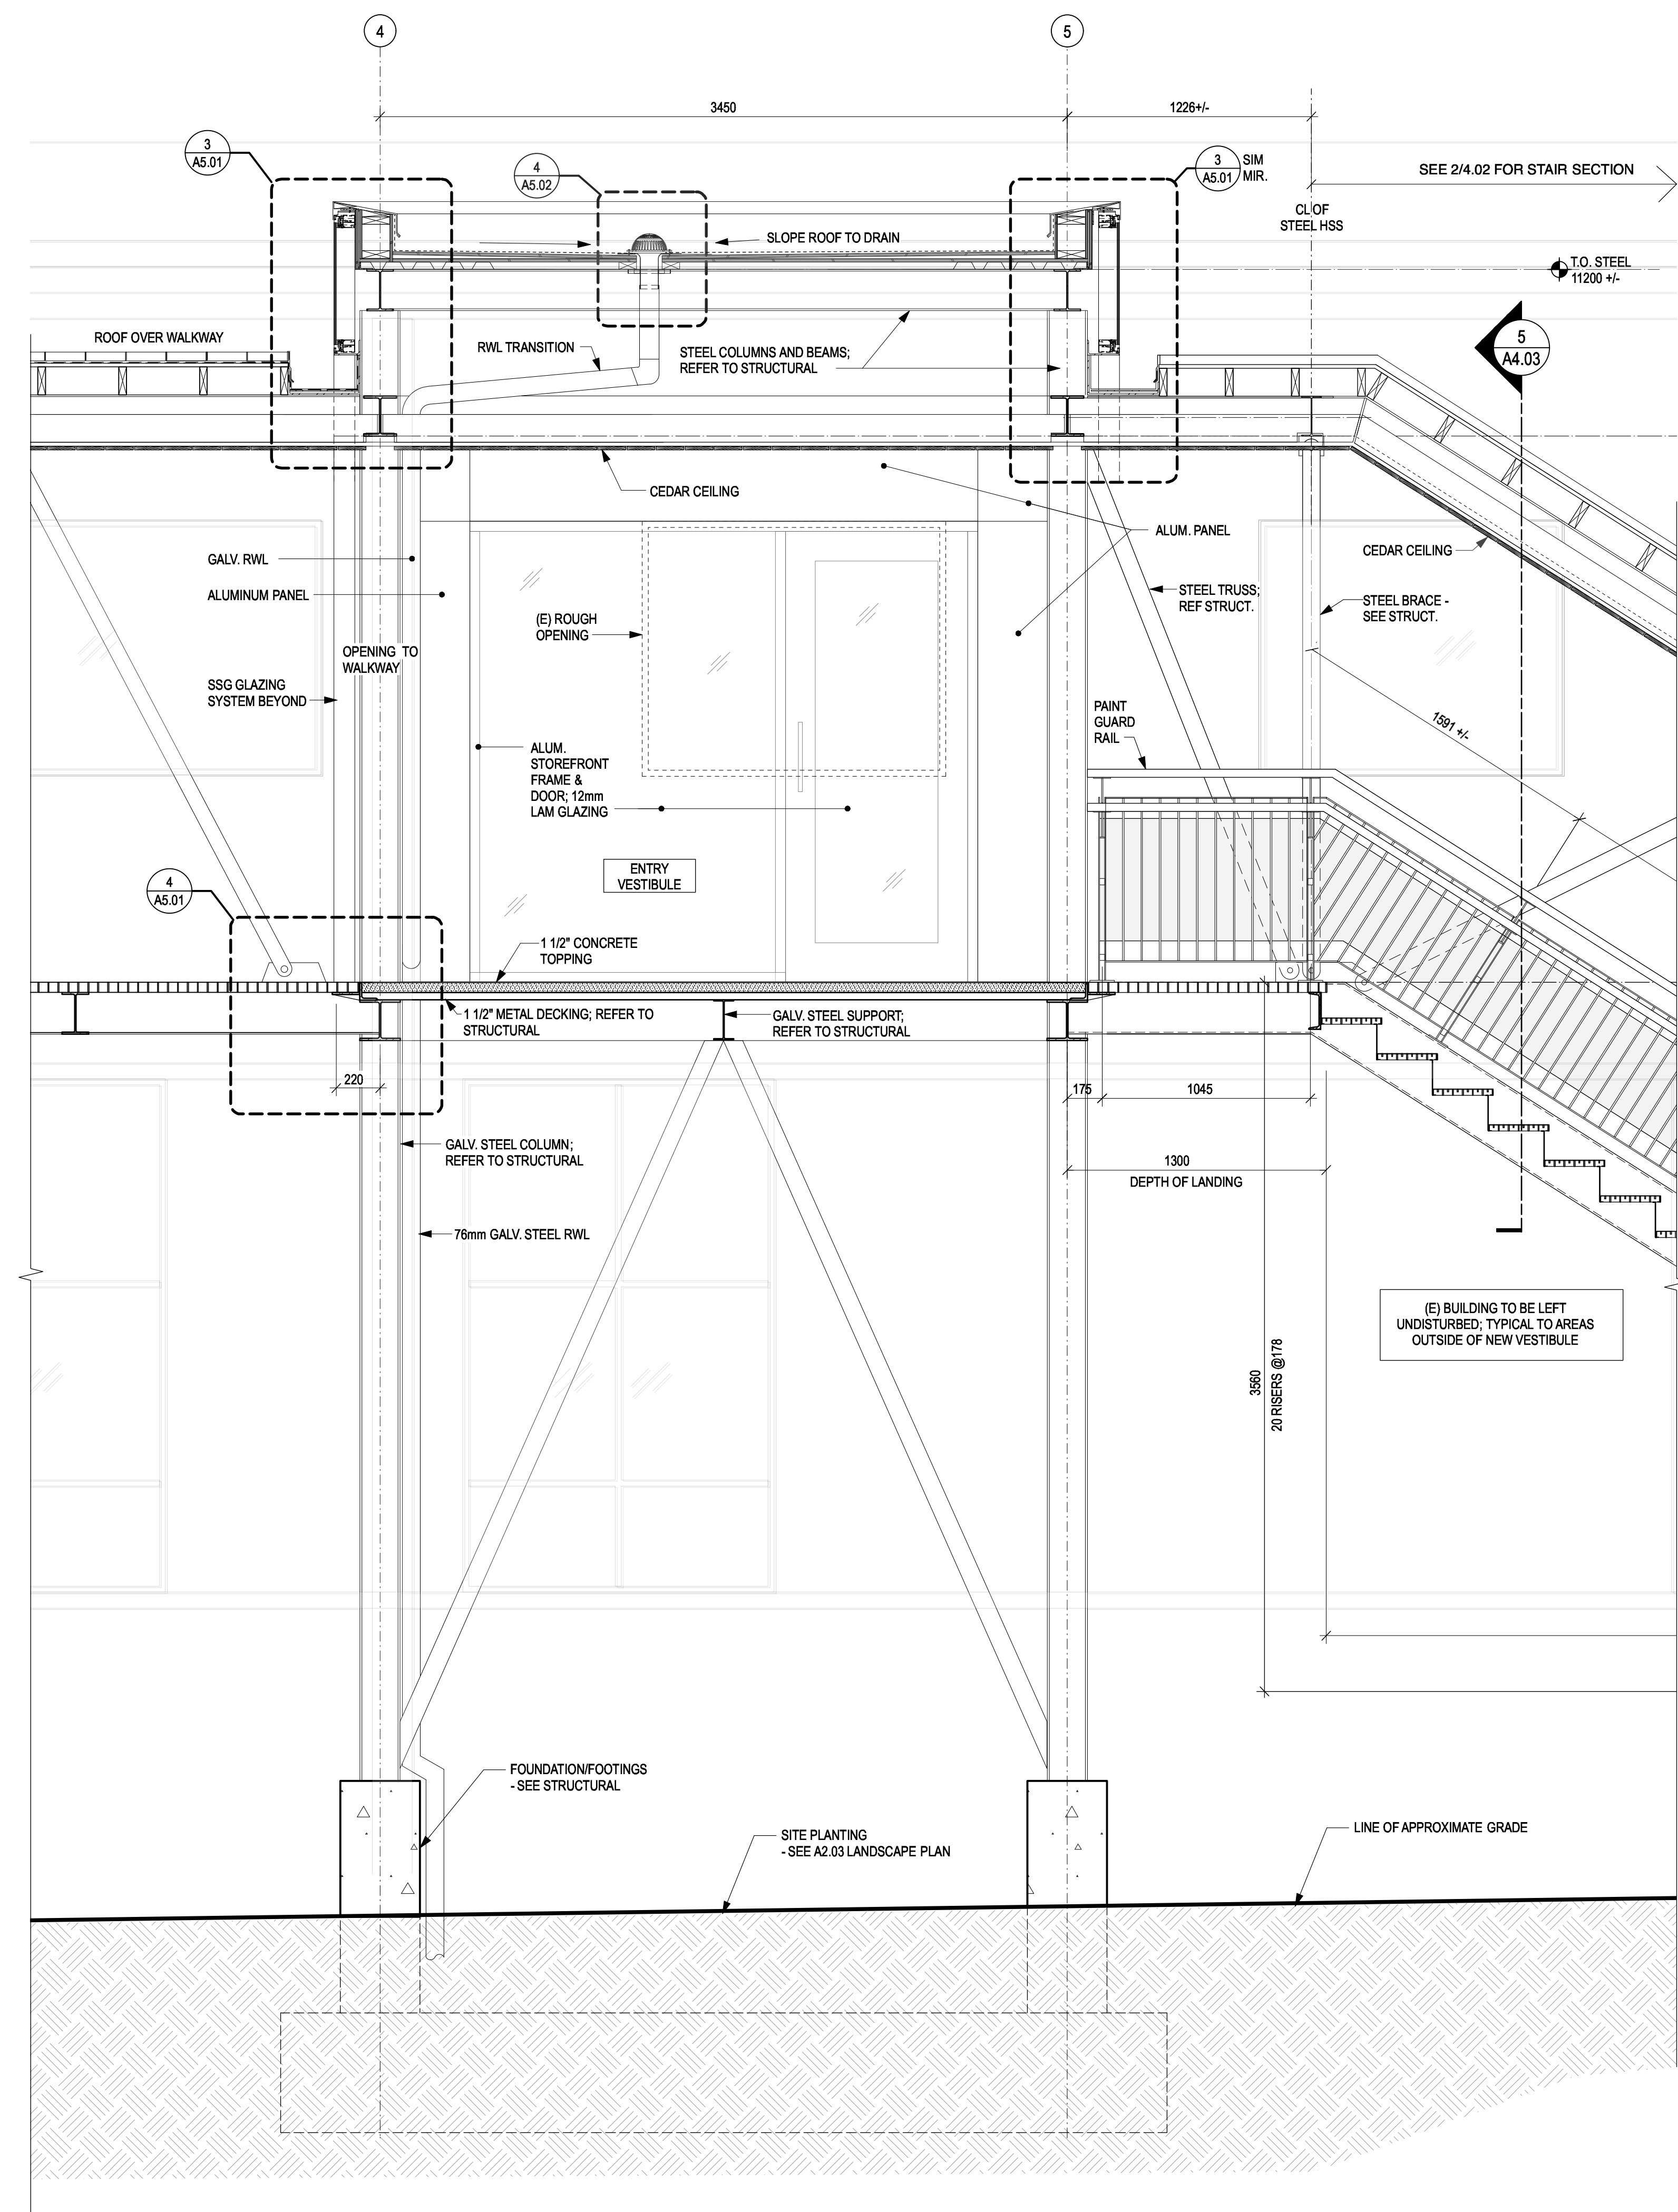 4
5
3450
1226+/-
3
A5.01
4
A5.02
3
A5.01
SIM
MIR.
SEE 2/4.02 FOR STAIR SECTION
CL OF
STEEL HSS
SLOPE ROOF TO DRAIN
T.O. STEEL
11200 +/-
ROOF OVER WALKWAY
RWL TRANSITION
STEEL COLUMNS AND BEAMS;
REFER TO STRUCTURAL
5
A4.03
CEDAR CEILING
ALUM. PANEL
CEDAR CEILING
GALV. RWL
ALUMINUM PANEL
STEEL TRUSS;
REF STRUCT.
STEEL BRACE -
SEE STRUCT.
(E) ROUGH
OPENING
OPENING TO
WALKWAY
SSG GLAZING
SYSTEM BEYOND
PAINT
GUARD
RAIL
1591 +/-
ALUM.
STOREFRONT
FRAME &
DOOR; 12mm
LAM GLAZING
ENTRY
VESTIBULE
4
A5.01
1 1/2" CONCRETE
TOPPING
1 1/2" METAL DECKING; REFER TO
STRUCTURAL
GALV. STEEL SUPPORT;
REFER TO STRUCTURAL
220
175
1045
GALV. STEEL COLUMN;
REFER TO STRUCTURAL
1300
DEPTH OF LANDING
76mm GALV. STEEL RWL
(E) BUILDING TO BE LEFT
UNDISTURBED; TYPICAL TO AREAS
OUTSIDE OF NEW VESTIBULE
3560
20 RISERS @178
FOUNDATION/FOOTINGS
- SEE STRUCTURAL
SITE PLANTING
- SEE A2.03 LANDSCAPE PLAN
LINE OF APPROXIMATE GRADE